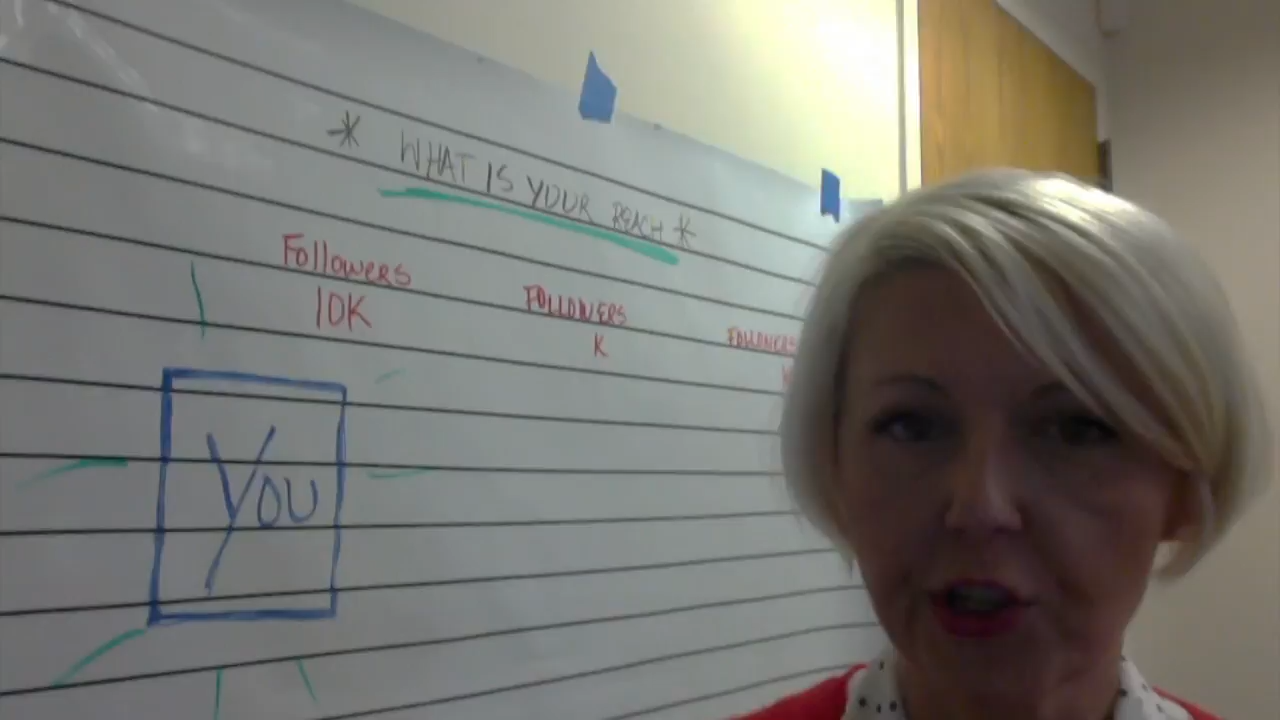 * WHAT IS YOUR REACH *
Followers
10K
FOLLOWERS
K
FOLLOWERS
K
YOU